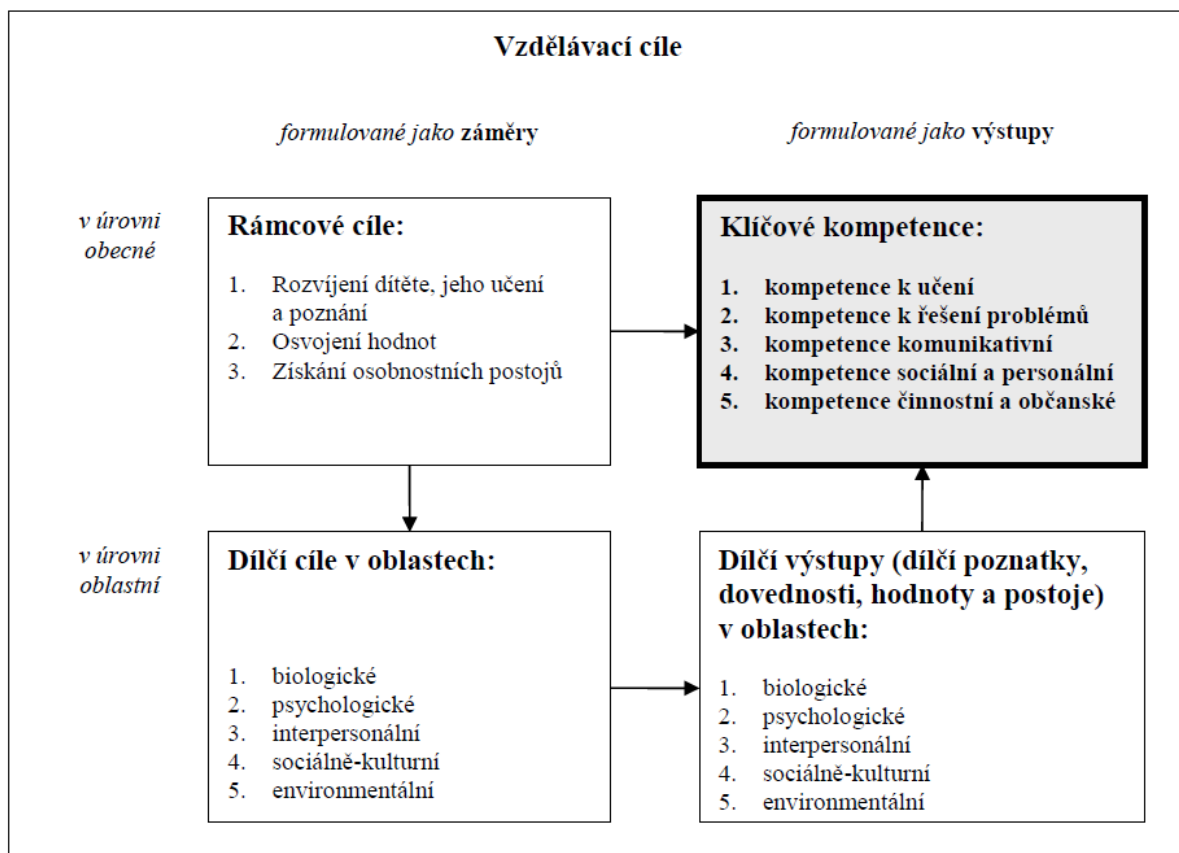 Vzdělávací cíle
formulované jako záměry
formulované jako výstupy
v úrovni
obecné
Rámcové cíle:
1. Rozvíjení dítěte, jeho učení
a poznání
2. Osvojení hodnot
3. Získání osobnostních postojů
Klíčové kompetence:
1. kompetence k učení
2. kompetence k řešení problémů
3. kompetence komunikativní
4. kompetence sociální a personální
5. kompetence činnostní a občanské
v úrovni
oblastní
Dílčí cíle v oblastech:
1. biologické
2. psychologické
3. interpersonální
4. sociálně-kulturní
5. environmentální
Dílčí výstupy (dílčí poznatky,
dovednosti, hodnoty a postoje)
v oblastech:
1. biologické
2. psychologické
3. interpersonální
4. sociálně-kulturní
5. environmentální